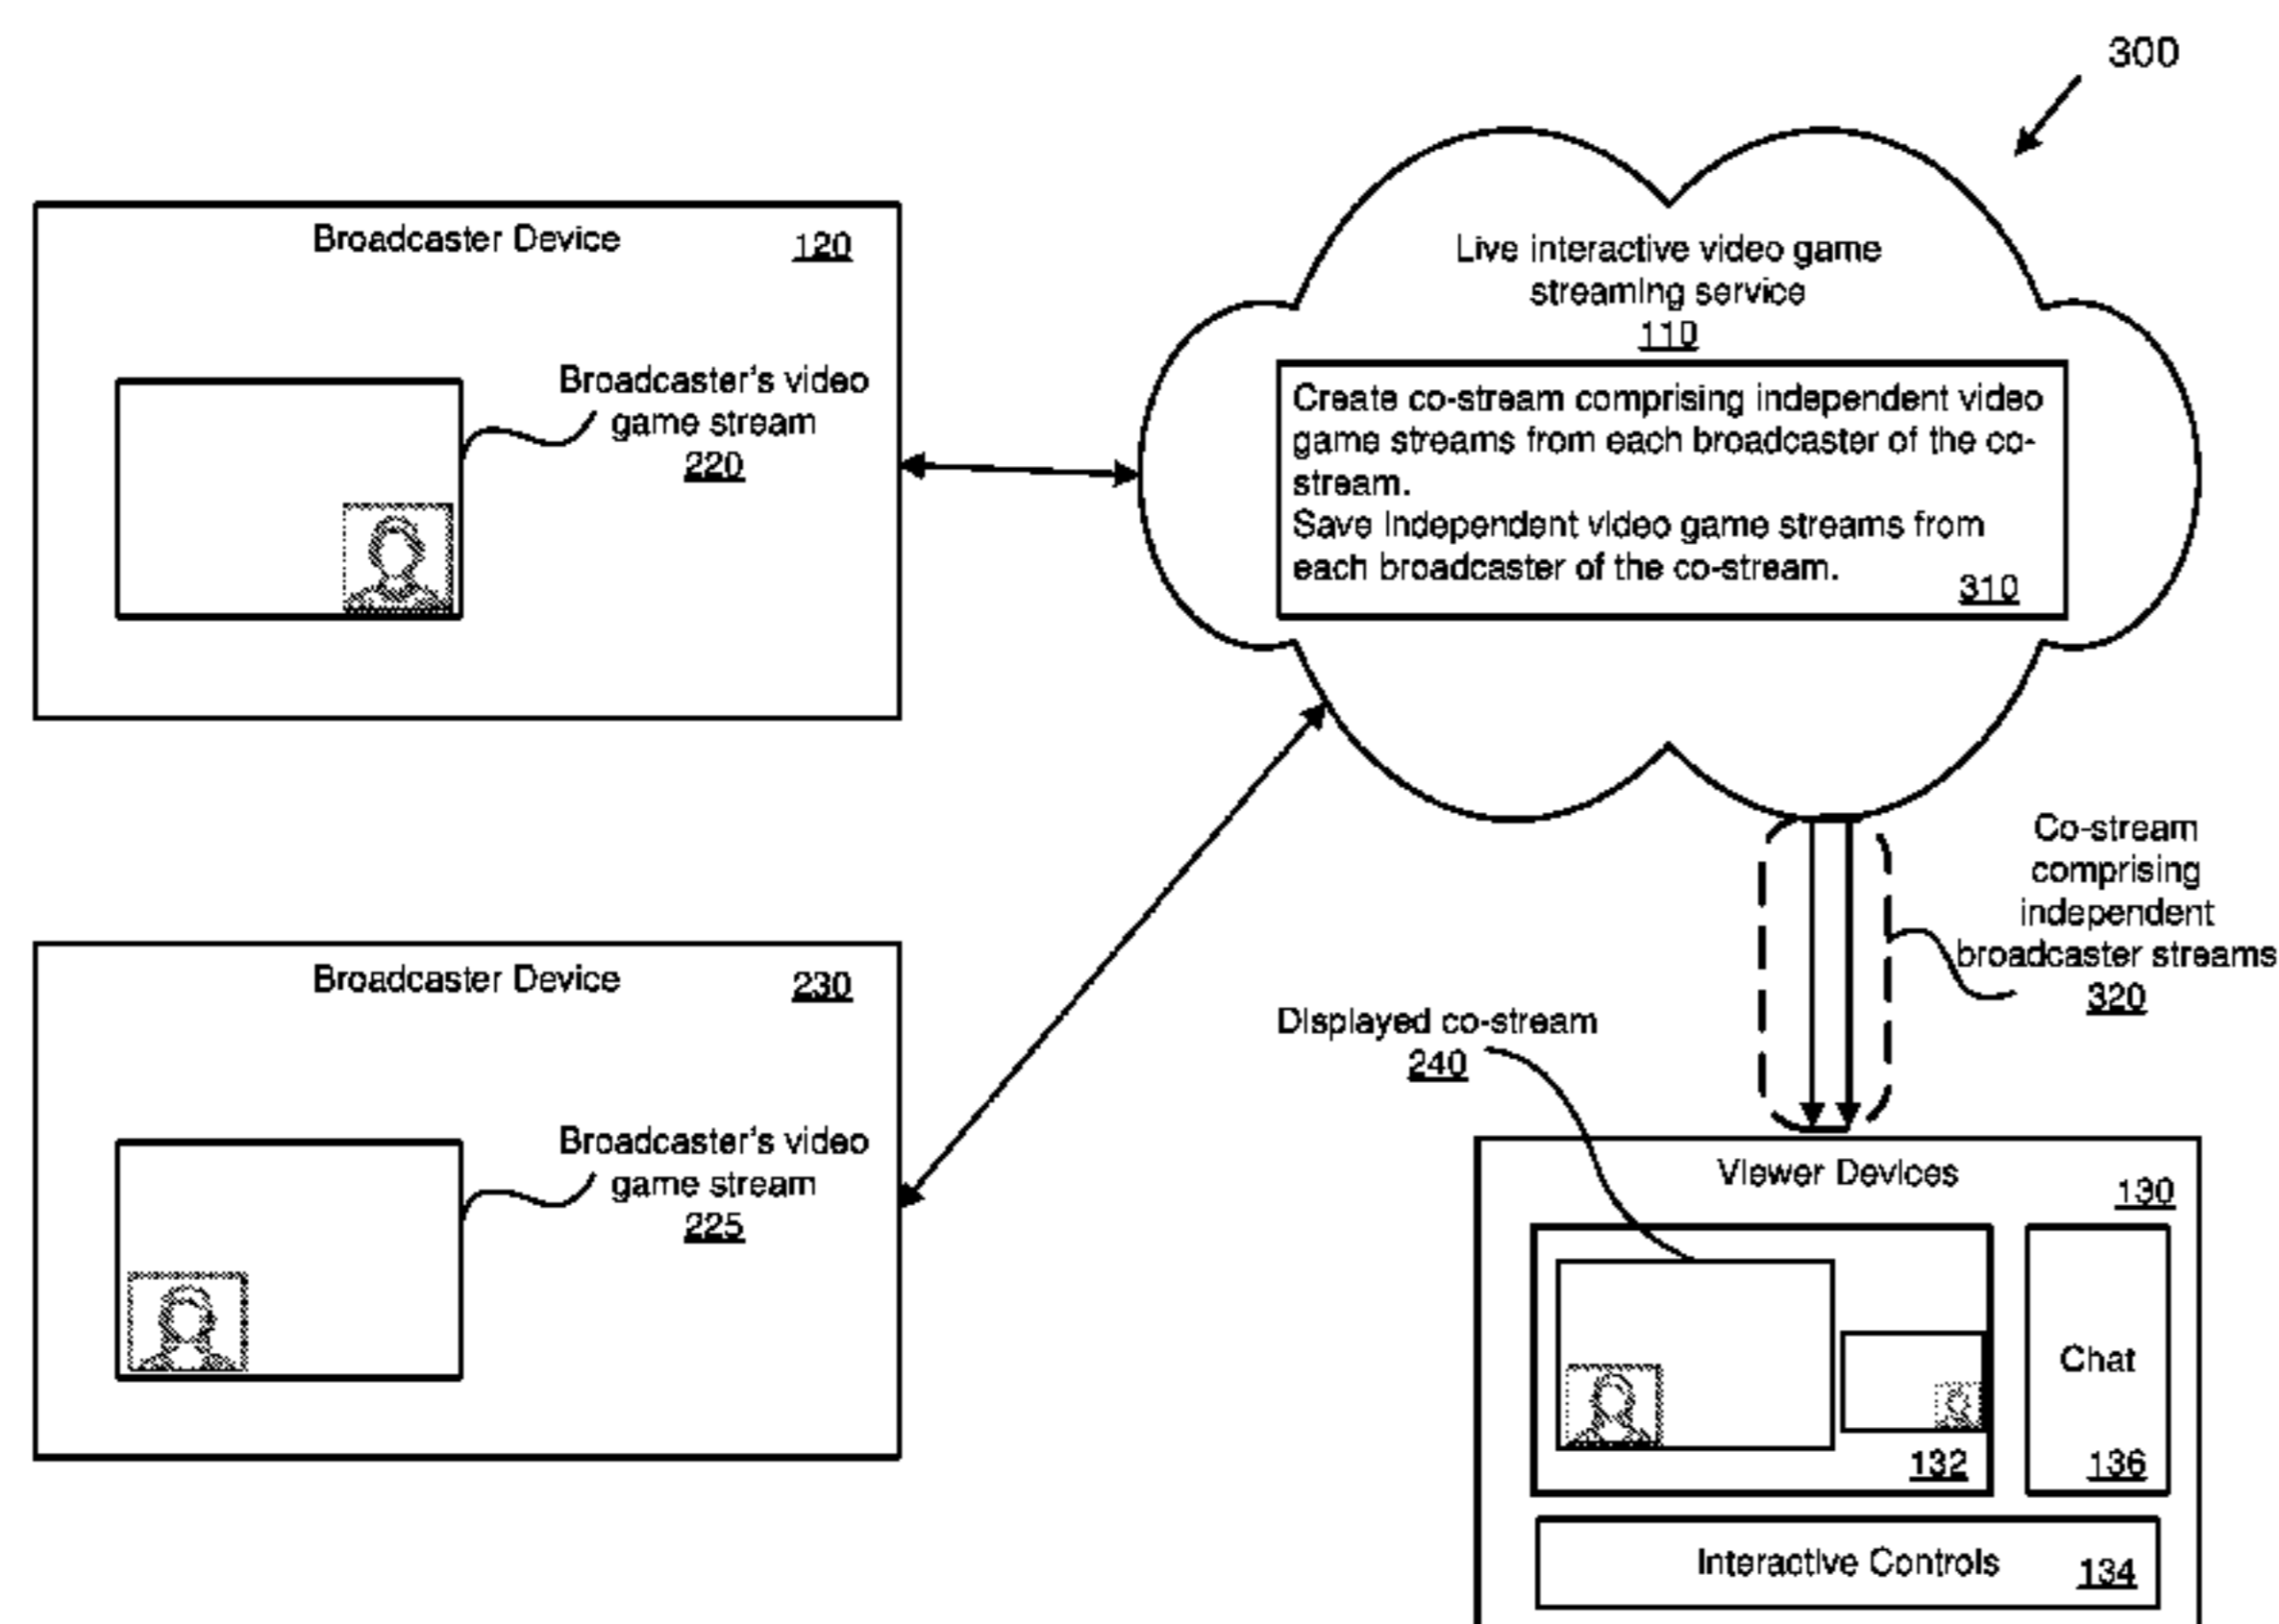 300
Broadcaster Device 120
Broadcaster's video
game stream
220
Live interactive video game
streaming service
110
Create co-stream comprising independent video
game streams from each broadcaster of the co-
stream.
Save independent video game streams from
each broadcaster of the co-stream.
310
Broadcaster Device 230
Broadcaster's video
game stream
225
Co-stream
comprising
independent
broadcaster streams
320
Displayed co-stream
240
Viewer Devices 130
132
Chat
136
Interactive Controls 134